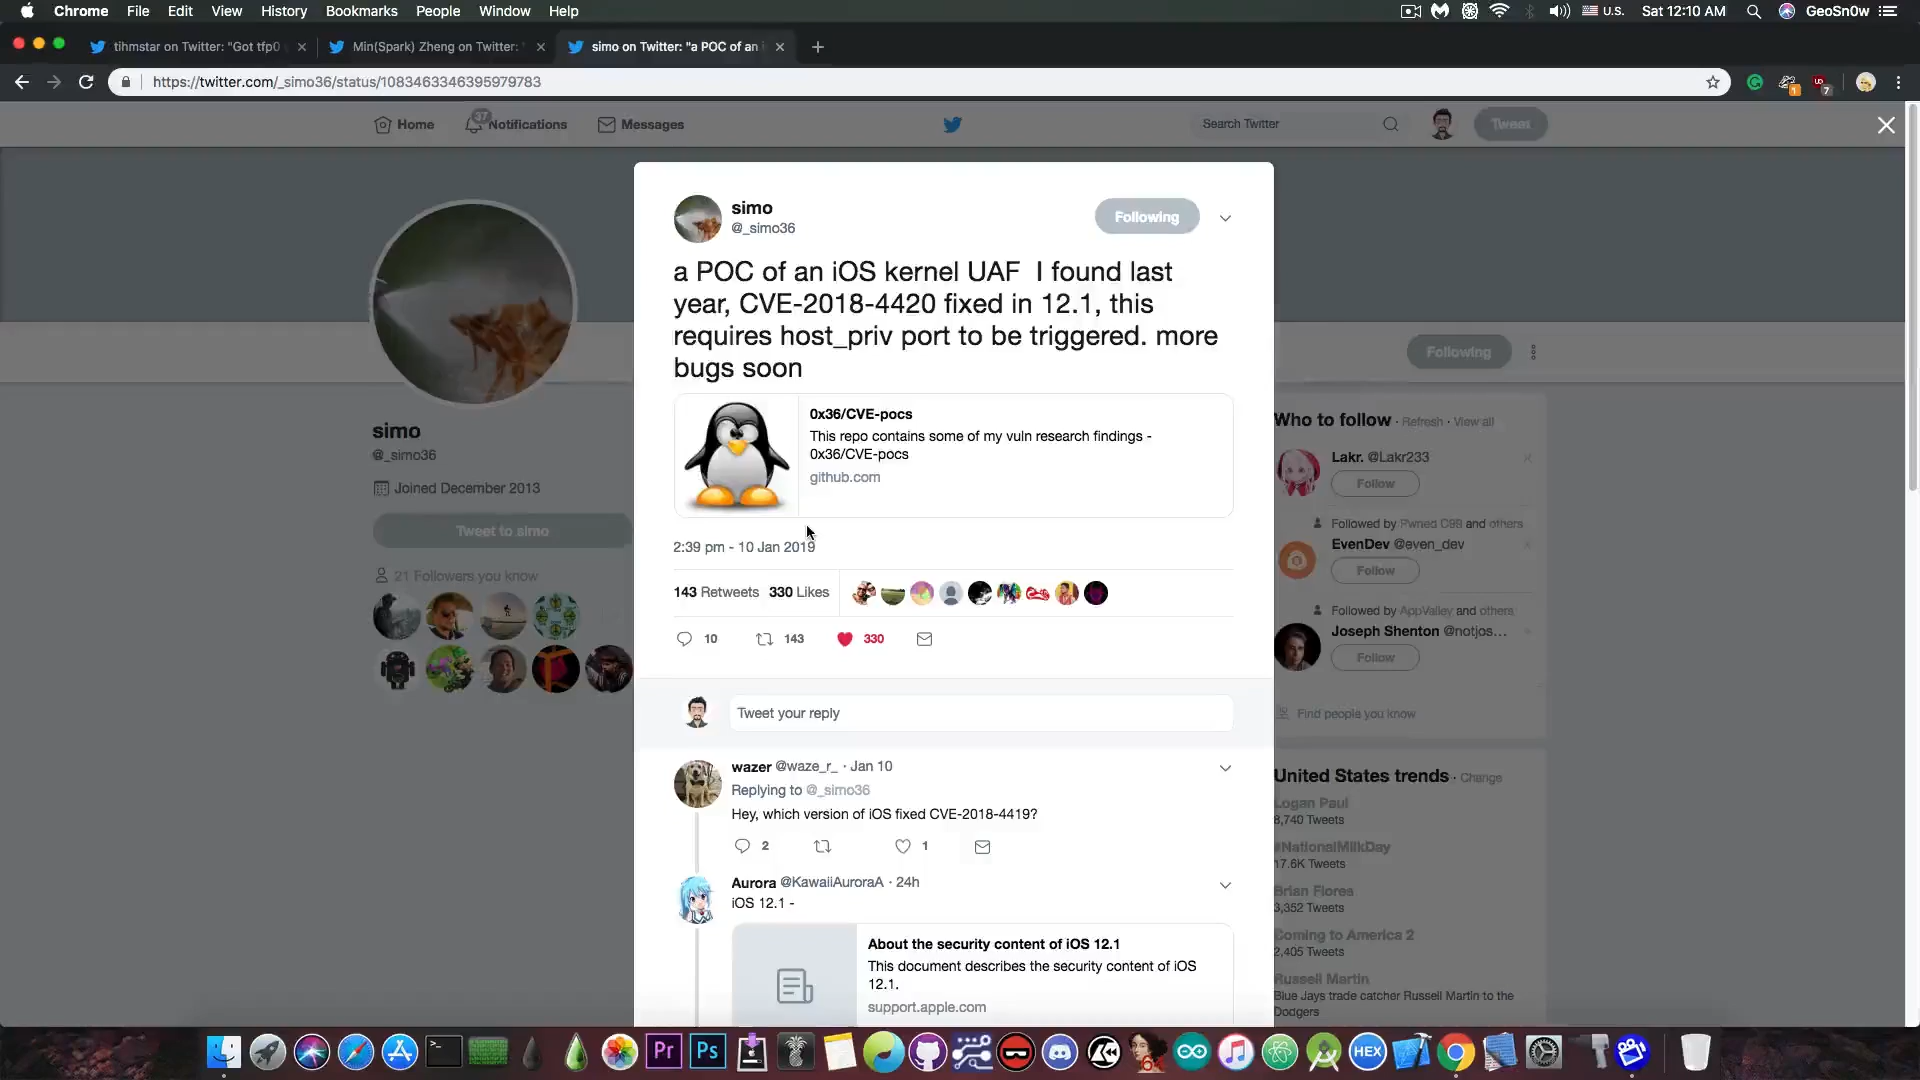 Chrome File Edit View History Bookmarks People Window Help
U.S. Sat 12:10 AM GeoSn0w
tihmstar on Twitter: "Got tfp0
Min(Spark) Zheng on Twitter: "
simo on Twitter: "a POC of an i
https://twitter.com/_simo36/status/1083463346395979783
1
7
Home
37
Notifications
Messages
Search Twitter
Tweet
simo
@_simo36
Following
a POC of an iOS kernel UAF I found last
year, CVE-2018-4420 fixed in 12.1, this
requires host_priv port to be triggered. more
bugs soon
0x36/CVE-pocs
This repo contains some of my vuln research findings -
0x36/CVE-pocs
github.com
2:39 pm - 10 Jan 2019
143 Retweets 330 Likes
10 143 330
Tweet your reply
wazer @waze_r_ · Jan 10
Replying to @_simo36
Hey, which version of iOS fixed CVE-2018-4419?
2 1
Aurora @KawaiiAuroraA · 24h
iOS 12.1 -
About the security content of iOS 12.1
This document describes the security content of iOS
12.1.
support.apple.com
simo
@_simo36
Joined December 2013
Tweet to simo
21 Followers you know
Following
Who to follow · Refresh · View all
Lakr. @Lakr233
Follow
Followed by Pwned C99 and others
EvenDev @even_dev
Follow
Followed by AppValley and others
Joseph Shenton @notjos...
Follow
Find people you know
United States trends · Change
Logan Paul
8,740 Tweets
#NationalMilkDay
17.6K Tweets
Brian Flores
3,352 Tweets
Coming to America 2
2,405 Tweets
Russell Martin
Blue Jays trade catcher Russell Martin to the
Dodgers
Pr
Ps
HEX